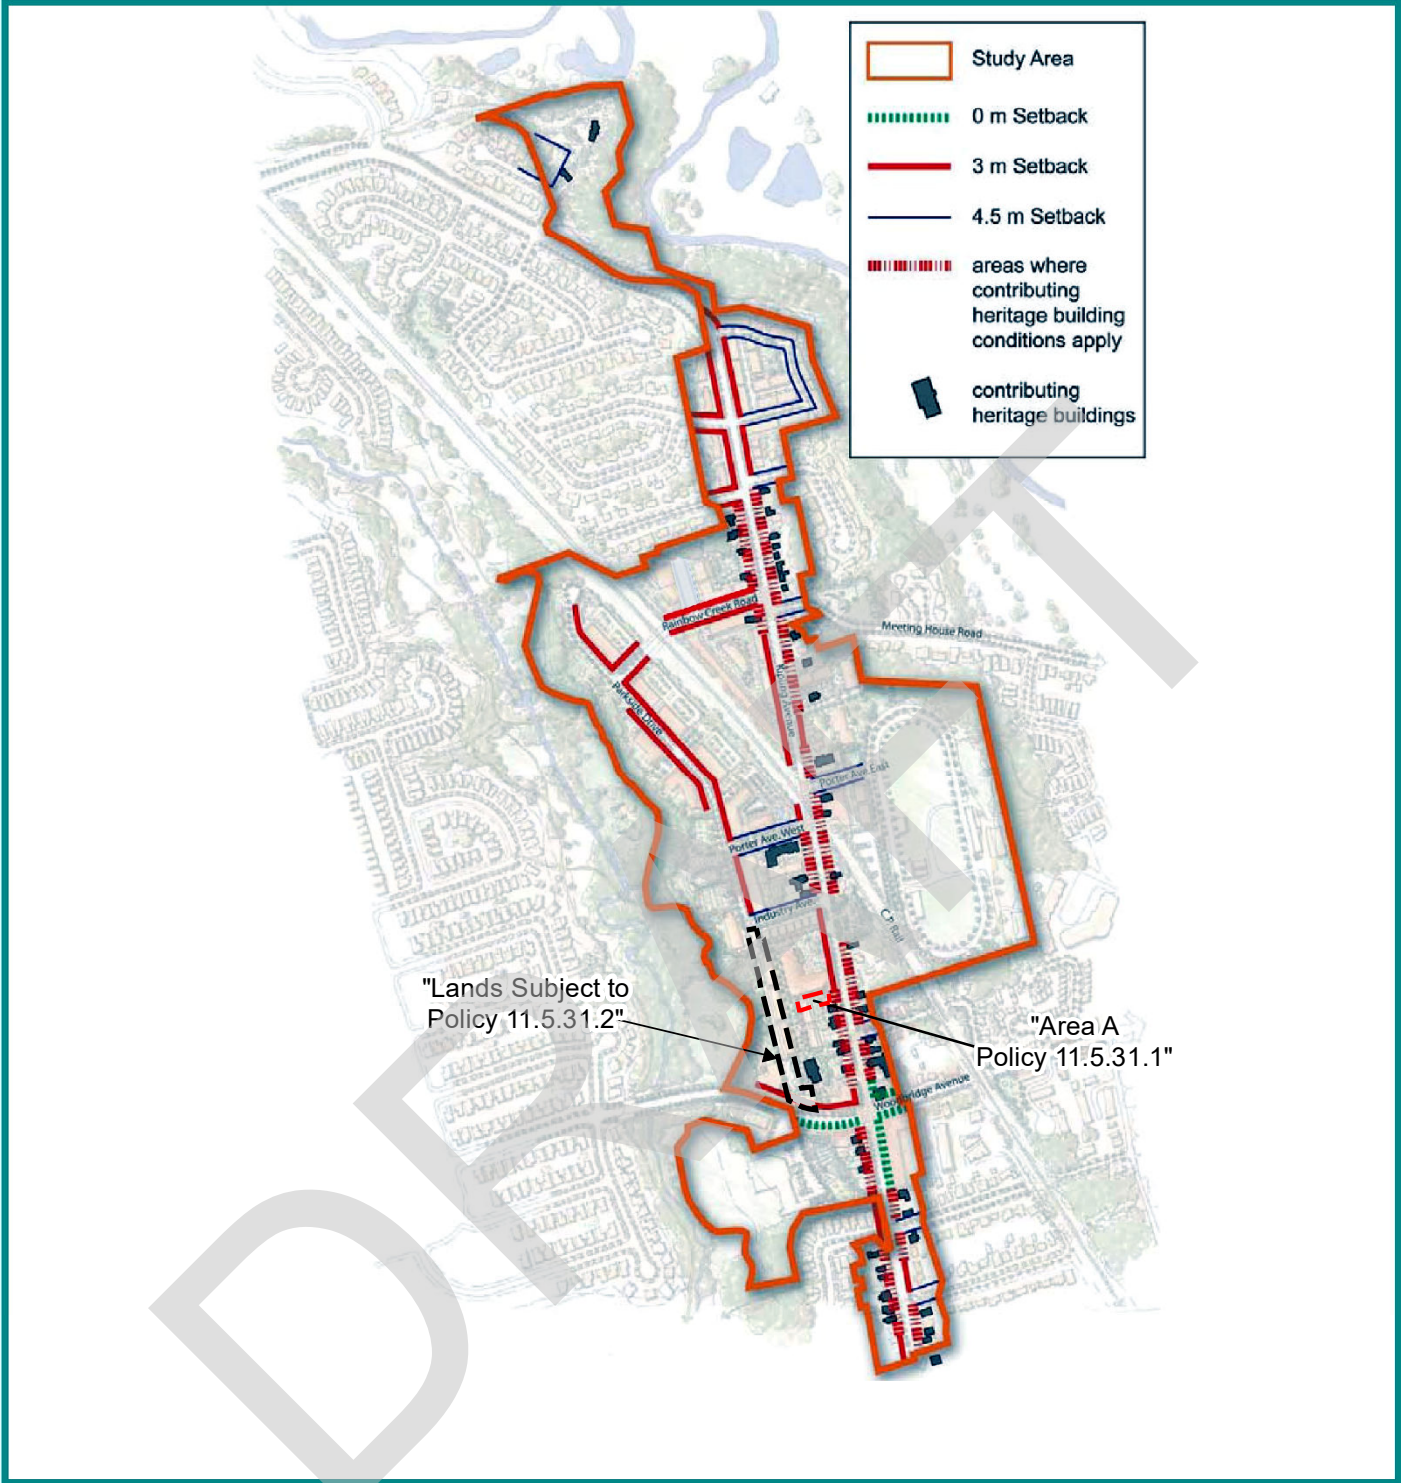 Study Area
0 m Setback
3 m Setback
4.5 m Setback
areas where
contributing
heritage building
conditions apply
contributing
heritage buildings
Rainbow Creek Road
Meeting House Road
Kipling Avenue
Parkside Drive
Porter Ave. East
Porter Ave. West
Industry Ave.
C.P. Rail
"Lands Subject to
Policy 11.5.31.2"
"Area A
Policy 11.5.31.1"
Woodbridge Avenue
DRAFT